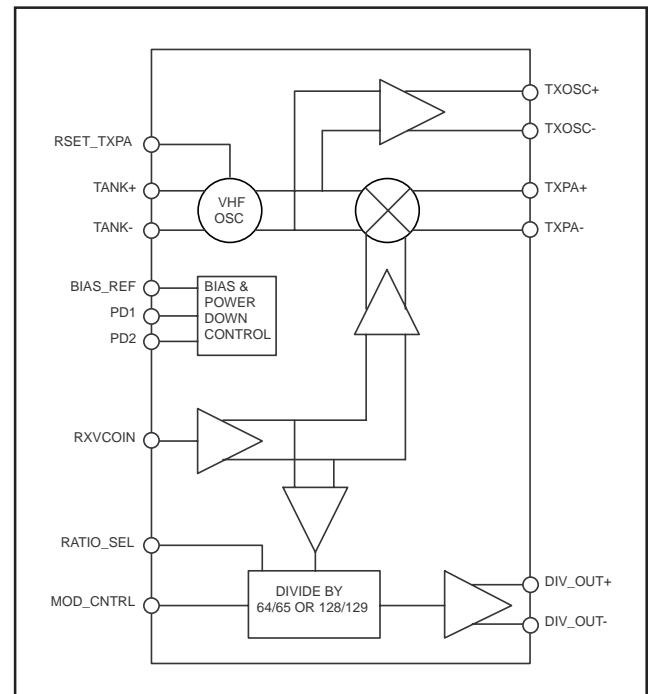 TXOSC+
TXOSC-
RSET_TXPA
TANK+
TANK-
VHF
OSC
TXPA+
TXPA-
BIAS_REF
PD1
PD2
BIAS &
POWER
DOWN
CONTROL
RXVCOIN
RATIO_SEL
MOD_CNTRL
DIVIDE BY
64/65 OR 128/129
DIV_OUT+
DIV_OUT-